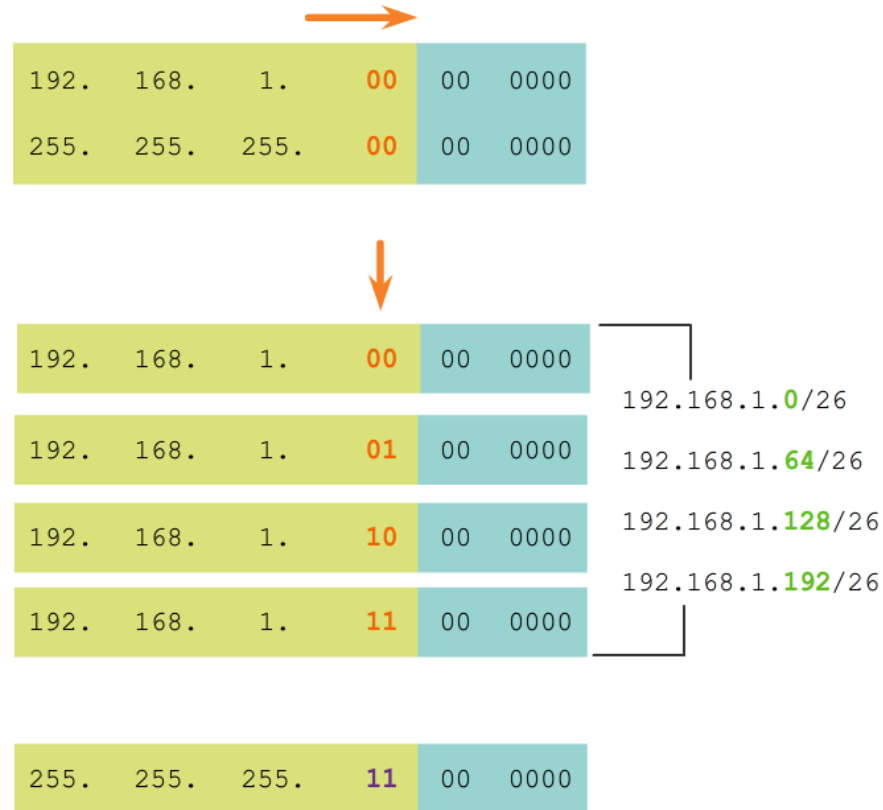 192. 168. 1. 00 00 0000
255. 255. 255. 00 00 0000
192. 168. 1. 00 00 0000
192.168.1.0/26
192. 168. 1. 01 00 0000
192.168.1.64/26
192. 168. 1. 10 00 0000
192.168.1.128/26
192. 168. 1. 11 00 0000
192.168.1.192/26
255. 255. 255. 11 00 0000